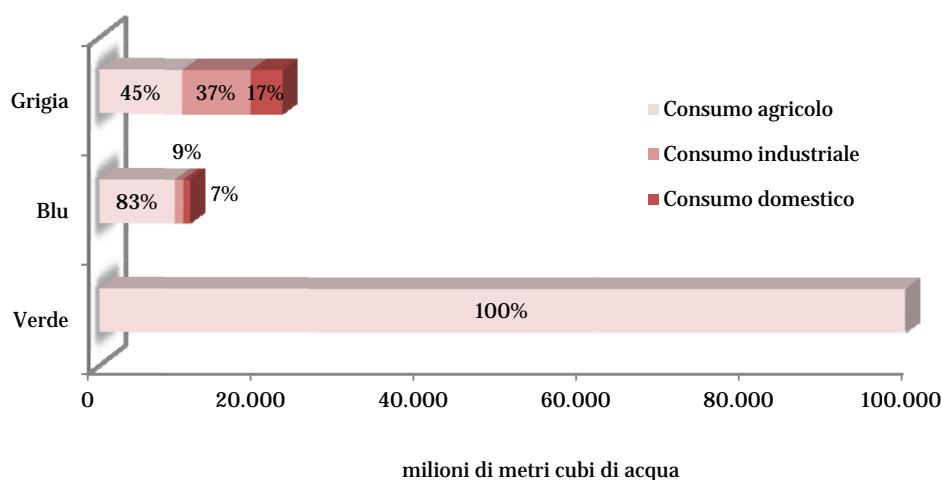 Grigia
45%
37%
17%
Consumo agricolo
9%
Consumo industriale
Blu
83%
7%
Consumo domestico
Verde
100%
0
20.000
40.000
60.000
80.000
100.000
milioni di metri cubi di acqua